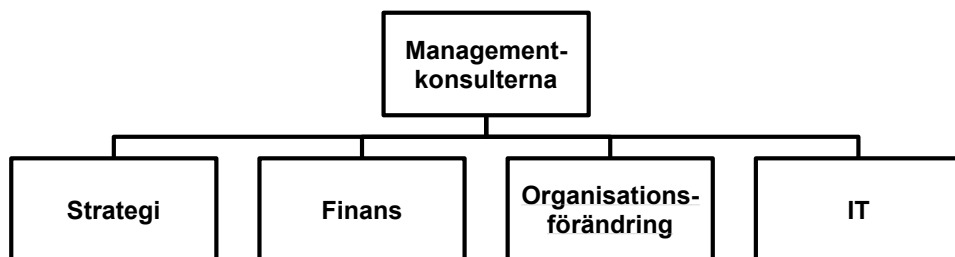 Management-
konsulterna
Strategi
Finans
Organisations-
förändring
IT